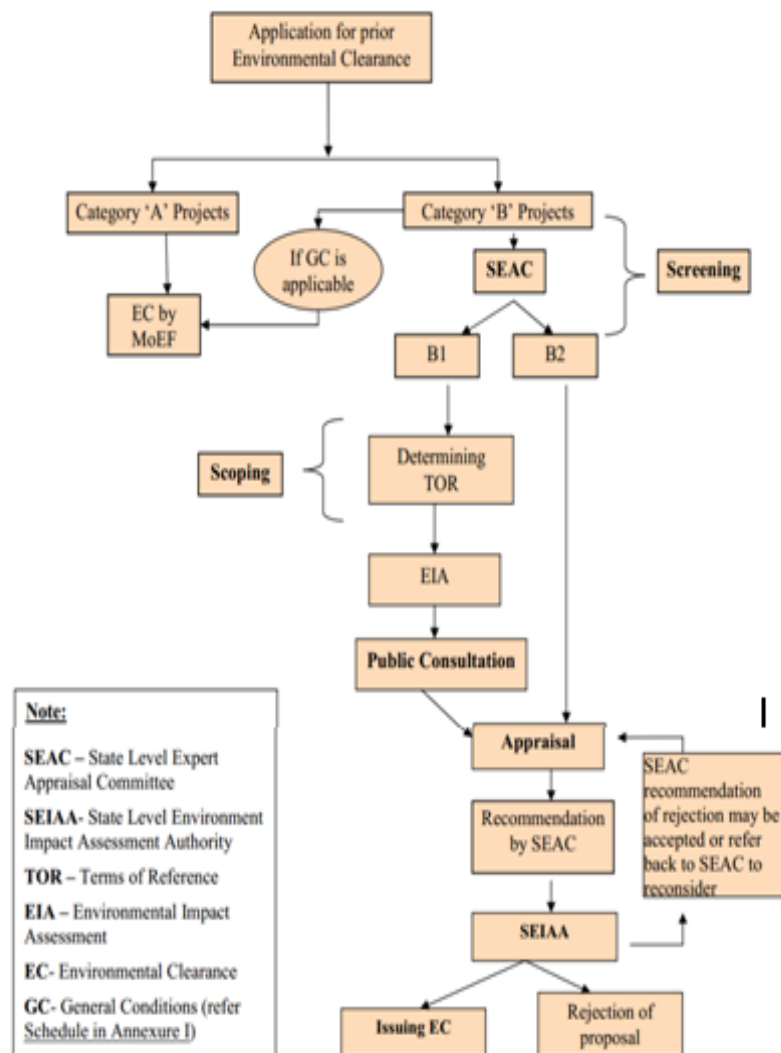 Application for prior
Environmental Clearance
Category ‘A’ Projects
Category ‘B’ Projects
If GC is
applicable
SEAC
Screening
EC by
MoEF
B1
B2
Scoping
Determining
TOR
EIA
Public Consultation
Appraisal
SEAC
recommendation
of rejection may be
accepted or refer
back to SEAC to
reconsider
Recommendation
by SEAC
SEIAA
Issuing EC
Rejection of
proposal
Note:
SEAC – State Level Expert
Appraisal Committee
SEIAA- State Level Environment
Impact Assessment Authority
TOR – Terms of Reference
EIA – Environmental Impact
Assessment
EC- Environmental Clearance
GC- General Conditions (refer
Schedule in Annexure I)